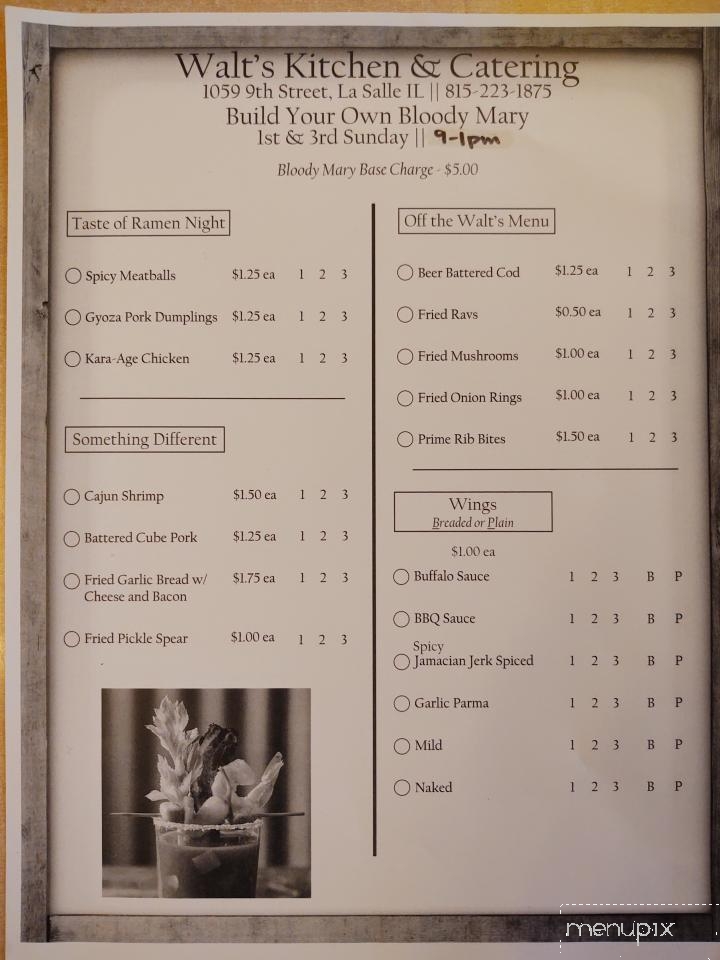 Walt's Kitchen & Catering
1059 9th Street, La Salle IL || 815-223-1875
Build Your Own Bloody Mary
1st & 3rd Sunday || 9-1pm
Bloody Mary Base Charge - $5.00
Taste of Ramen Night
Spicy Meatballs $1.25 ea 1 2 3
Gyoza Pork Dumplings $1.25 ea 1 2 3
Kara-Age Chicken $1.25 ea 1 2 3
Something Different
Cajun Shrimp $1.50 ea 1 2 3
Battered Cube Pork $1.25 ea 1 2 3
Fried Garlic Bread w/ $1.75 ea 1 2 3
Cheese and Bacon
Fried Pickle Spear $1.00 ea 1 2 3
Off the Walt's Menu
Beer Battered Cod $1.25 ea 1 2 3
Fried Ravs $0.50 ea 1 2 3
Fried Mushrooms $1.00 ea 1 2 3
Fried Onion Rings $1.00 ea 1 2 3
Prime Rib Bites $1.50 ea 1 2 3
Wings
Breaded or Plain
$1.00 ea
Buffalo Sauce 1 2 3 B P
BBQ Sauce 1 2 3 B P
Spicy
Jamacian Jerk Spiced 1 2 3 B P
Garlic Parma 1 2 3 B P
Mild 1 2 3 B P
Naked 1 2 3 B P
menupix